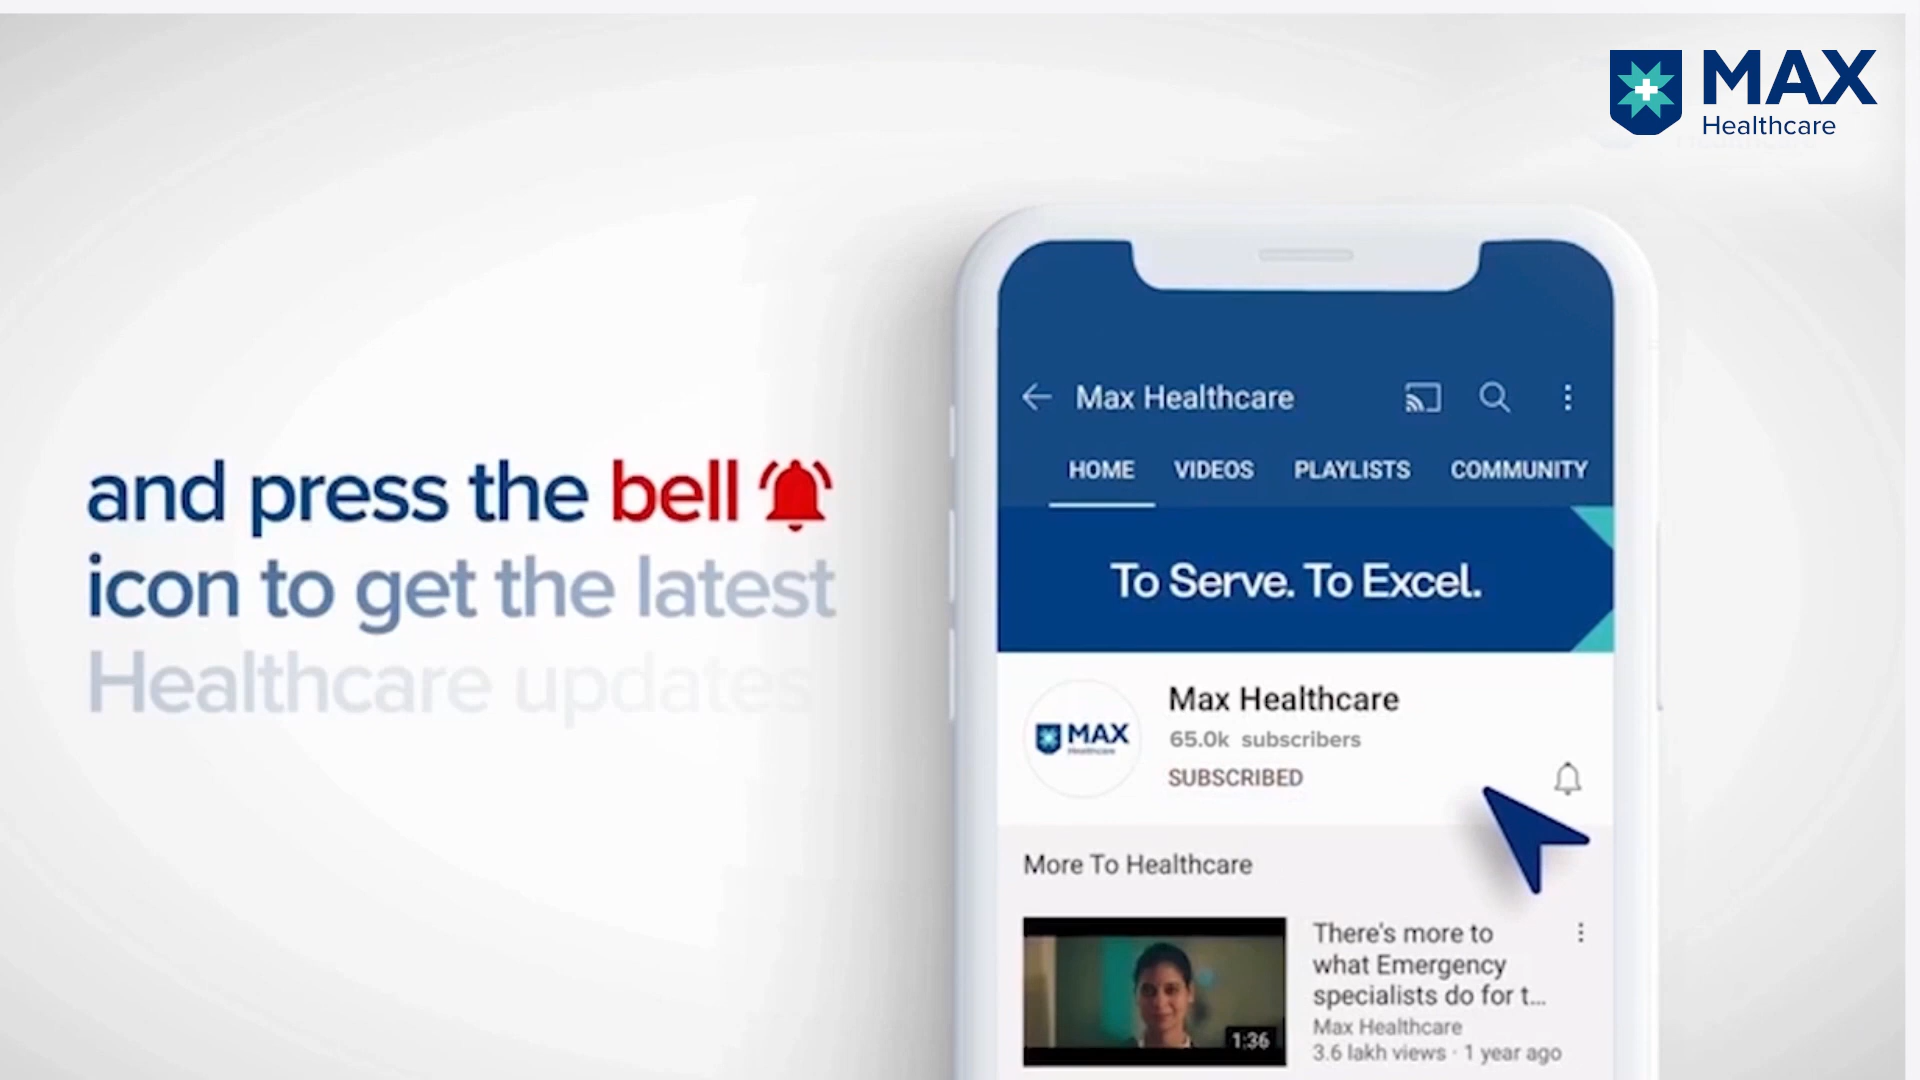 MAX
Healthcare
and press the bell
icon to get the latest
Healthcare updates
Max Healthcare
HOME VIDEOS PLAYLISTS COMMUNITY
To Serve. To Excel.
MAX
Healthcare
Max Healthcare
65.0k subscribers
SUBSCRIBED
More To Healthcare
There's more to
what Emergency
specialists do for t...
Max Healthcare
3.6 lakh views · 1 year ago
1:36